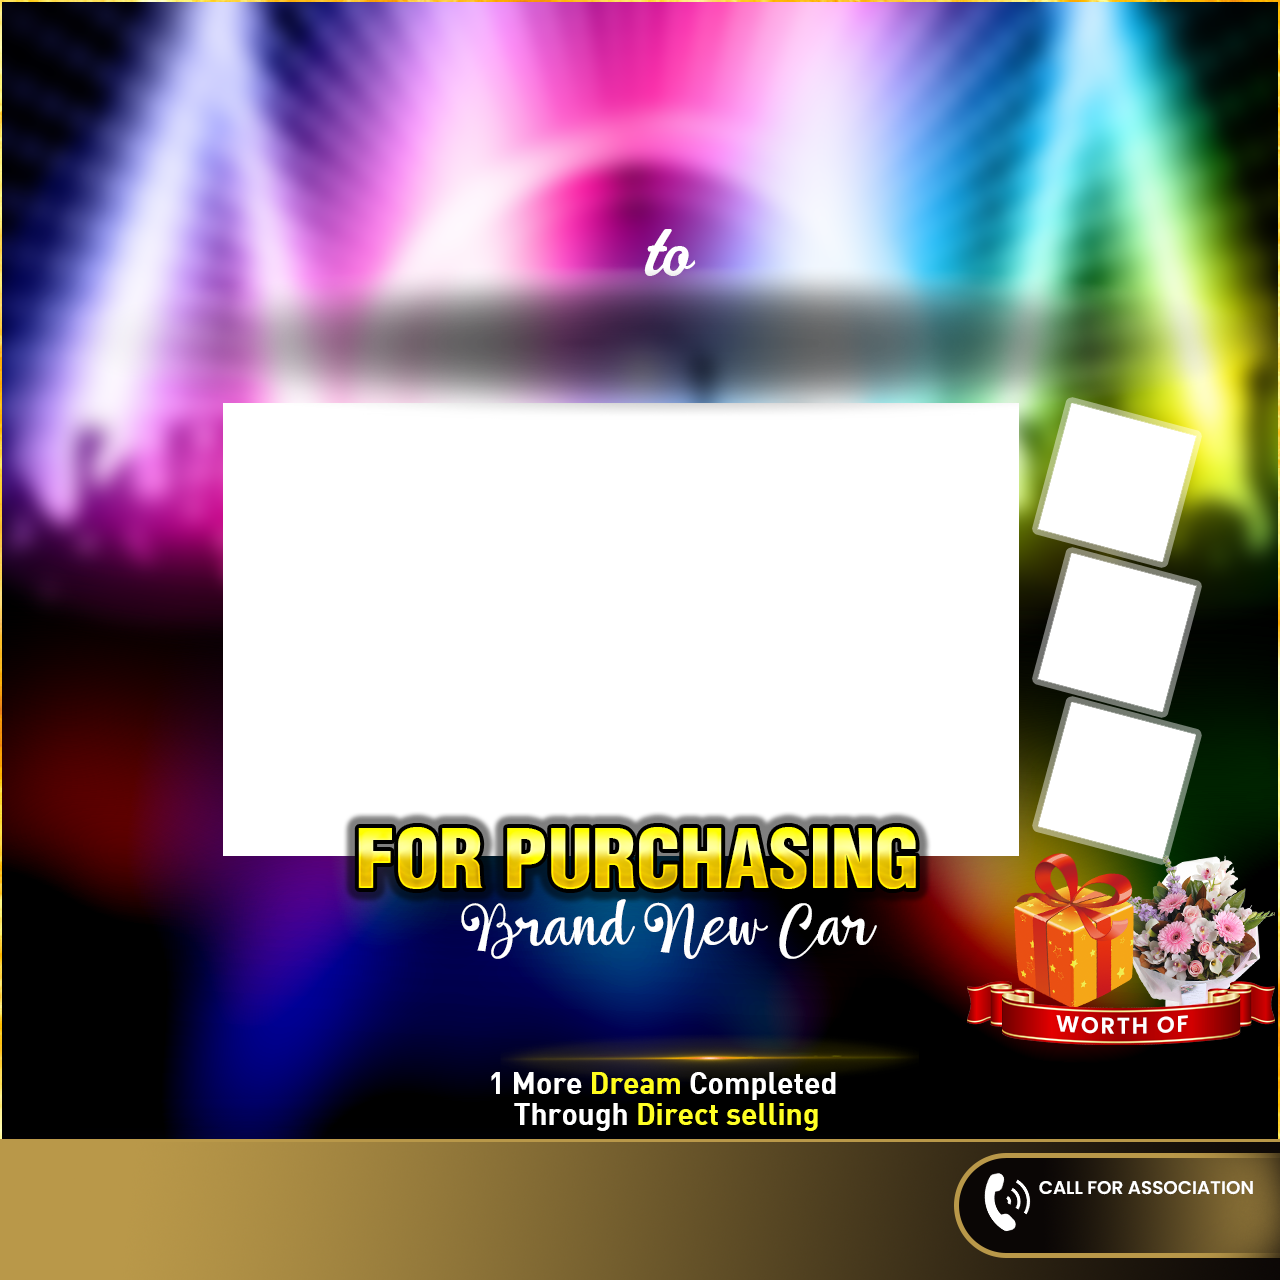 to
FOR PURCHASING
Brand New Car
WORTH OF
1 More Dream Completed
Through Direct selling
CALL FOR ASSOCIATION